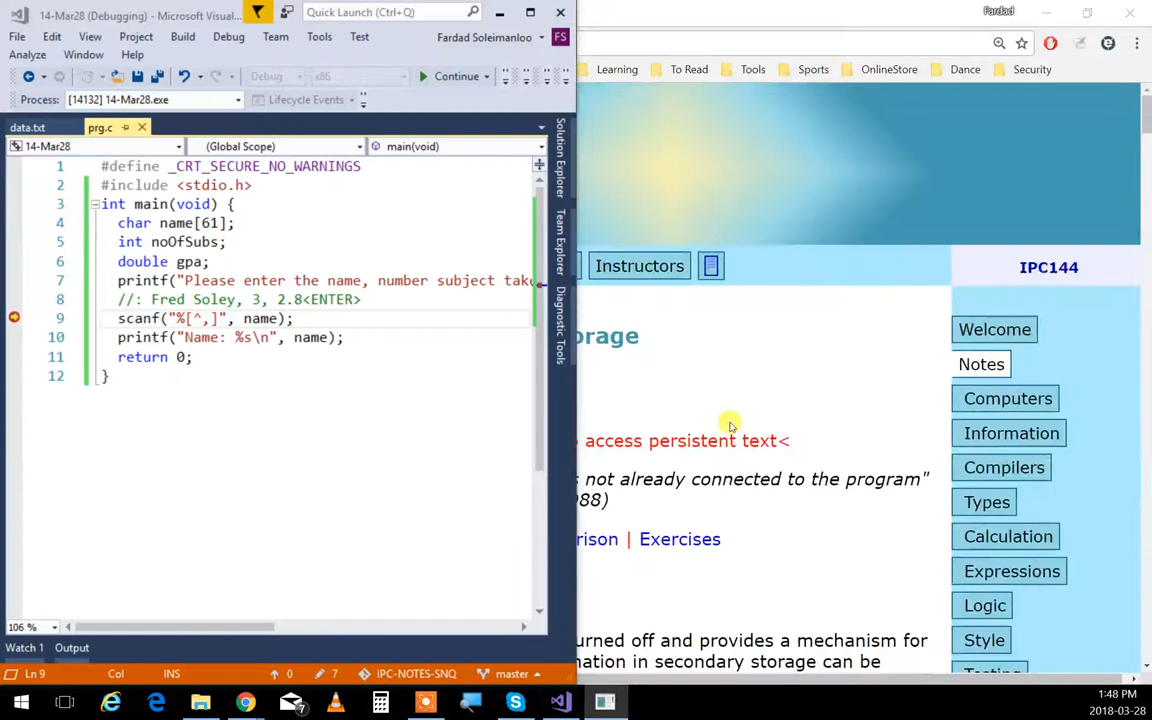 14-Mar28 (Debugging) - Microsoft Visual...
Quick Launch (Ctrl+Q)
File Edit View Project Build Debug Team Tools Test
Fardad Soleimanloo FS
Analyze Window Help
Debug x86 Continue
Process: [14132] 14-Mar28.exe Lifecycle Events
data.txt prg.c
14-Mar28 (Global Scope) main(void)
1 #define _CRT_SECURE_NO_WARNINGS
2 #include <stdio.h>
3 int main(void) {
4 char name[61];
5 int noOfSubs;
6 double gpa;
7 printf("Please enter the name, number subject take
8 //: Fred Soley, 3, 2.8<ENTER>
9 scanf("%[^,]", name);
10 printf("Name: %s\n", name);
11 return 0;
12 }
Solution Explorer
Team Explorer
Diagnostic Tools
106 %
Watch 1 Output
Ln 9 Col INS 0 7 IPC-NOTES-SNQ master
Fardad
Learning To Read Tools Sports OnlineStore Dance Security
Instructors
IPC144
orage
access persistent text<
s not already connected to the program"
88)
rison | Exercises
urned off and provides a mechanism for
mation in secondary storage can be
Welcome
Notes
Computers
Information
Compilers
Types
Calculation
Expressions
Logic
Style
Testing
7
1:48 PM
2018-03-28